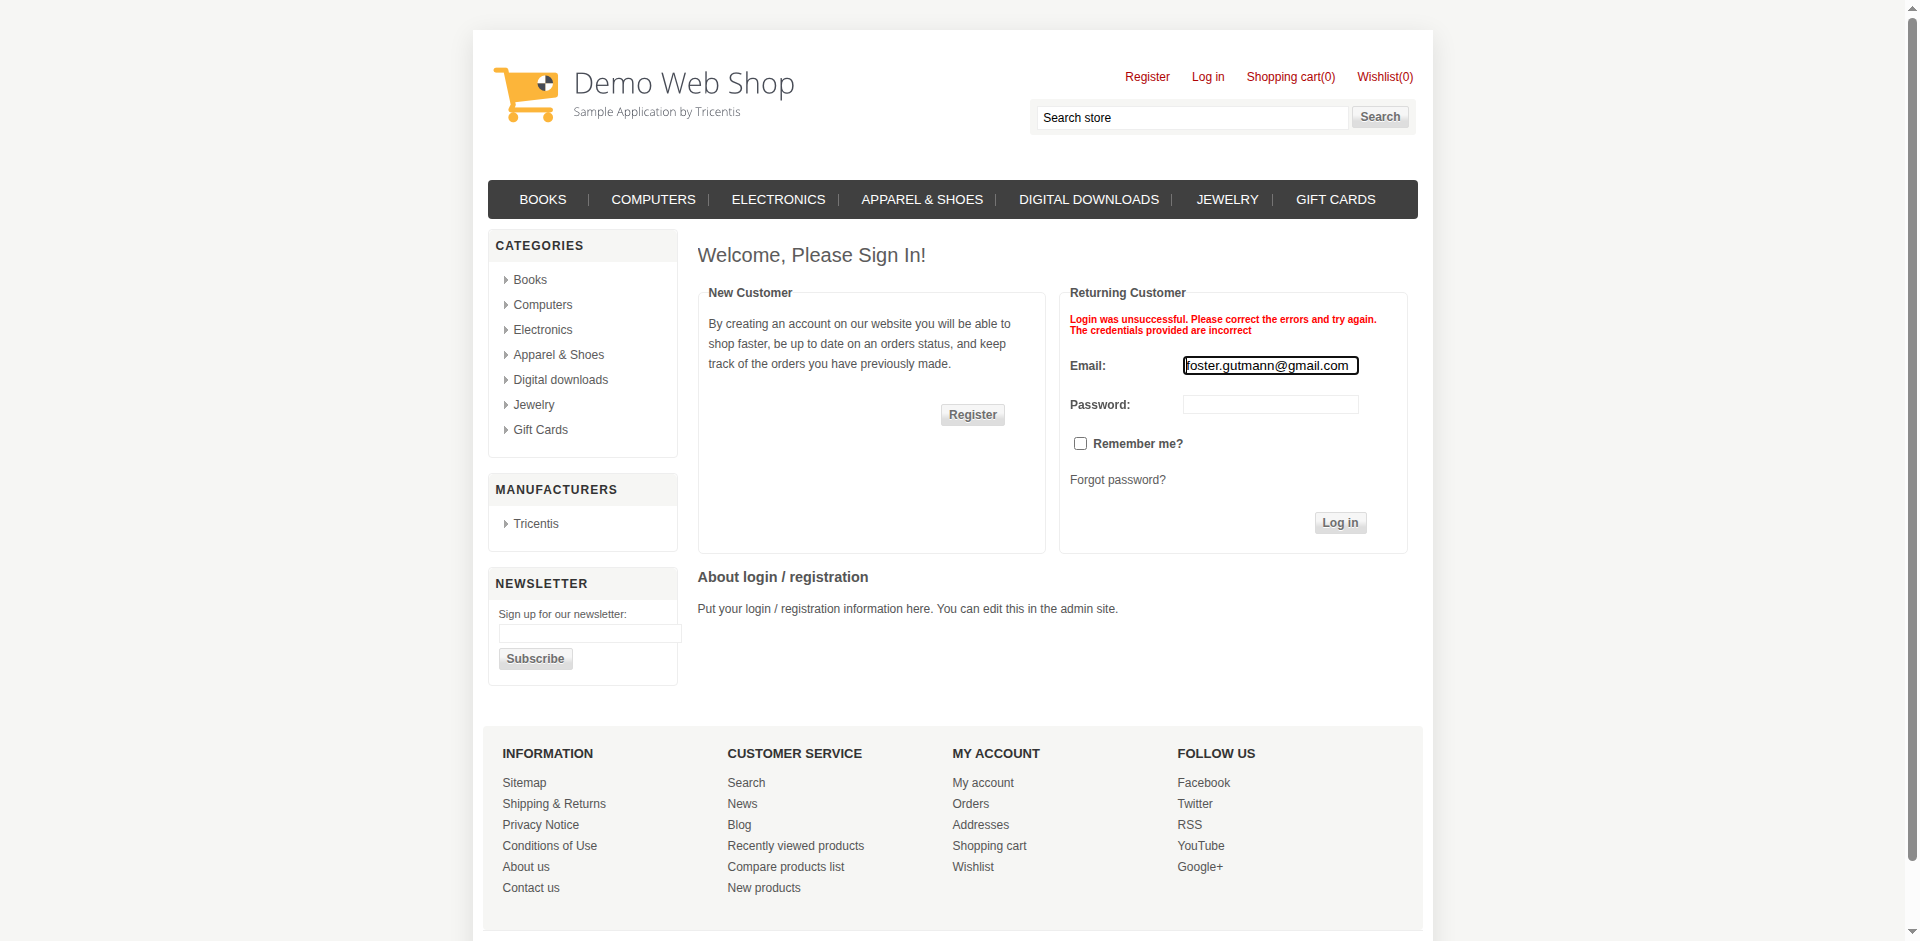 Demo Web Shop
Sample Application by Tricentis
Register
Log in
Shopping cart(0)
Wishlist(0)
Search store
Search
BOOKS
COMPUTERS
ELECTRONICS
APPAREL & SHOES
DIGITAL DOWNLOADS
JEWELRY
GIFT CARDS
CATEGORIES
Books
Computers
Electronics
Apparel & Shoes
Digital downloads
Jewelry
Gift Cards
MANUFACTURERS
Tricentis
NEWSLETTER
Sign up for our newsletter:
Subscribe
Welcome, Please Sign In!
New Customer
By creating an account on our website you will be able to
shop faster, be up to date on an orders status, and keep
track of the orders you have previously made.
Register
Returning Customer
Login was unsuccessful. Please correct the errors and try again.
The credentials provided are incorrect
Email:
foster.gutmann@gmail.com
Password:
Remember me?
Forgot password?
Log in
About login / registration
Put your login / registration information here. You can edit this in the admin site.
INFORMATION
Sitemap
Shipping & Returns
Privacy Notice
Conditions of Use
About us
Contact us
CUSTOMER SERVICE
Search
News
Blog
Recently viewed products
Compare products list
New products
MY ACCOUNT
My account
Orders
Addresses
Shopping cart
Wishlist
FOLLOW US
Facebook
Twitter
RSS
YouTube
Google+